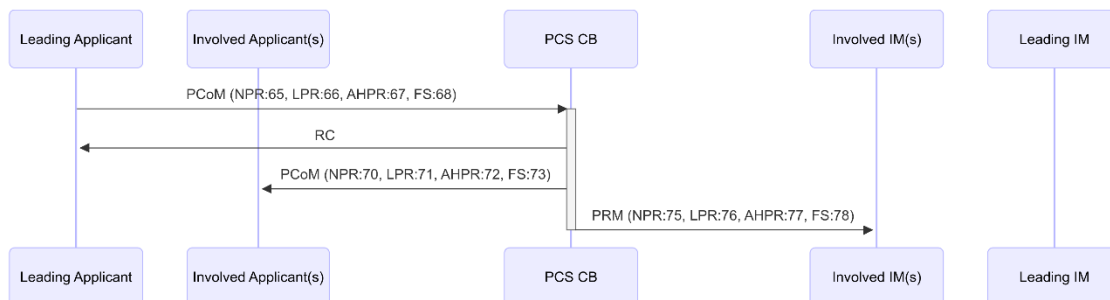 Leading Applicant
Involved Applicant(s)
PCS CB
Involved IM(s)
Leading IM
PCoM (NPR:65, LPR:66, AHPR:67, FS:68)
RC
PCoM (NPR:70, LPR:71, AHPR:72, FS:73)
PRM (NPR:75, LPR:76, AHPR:77, FS:78)
Leading Applicant
Involved Applicant(s)
PCS CB
Involved IM(s)
Leading IM